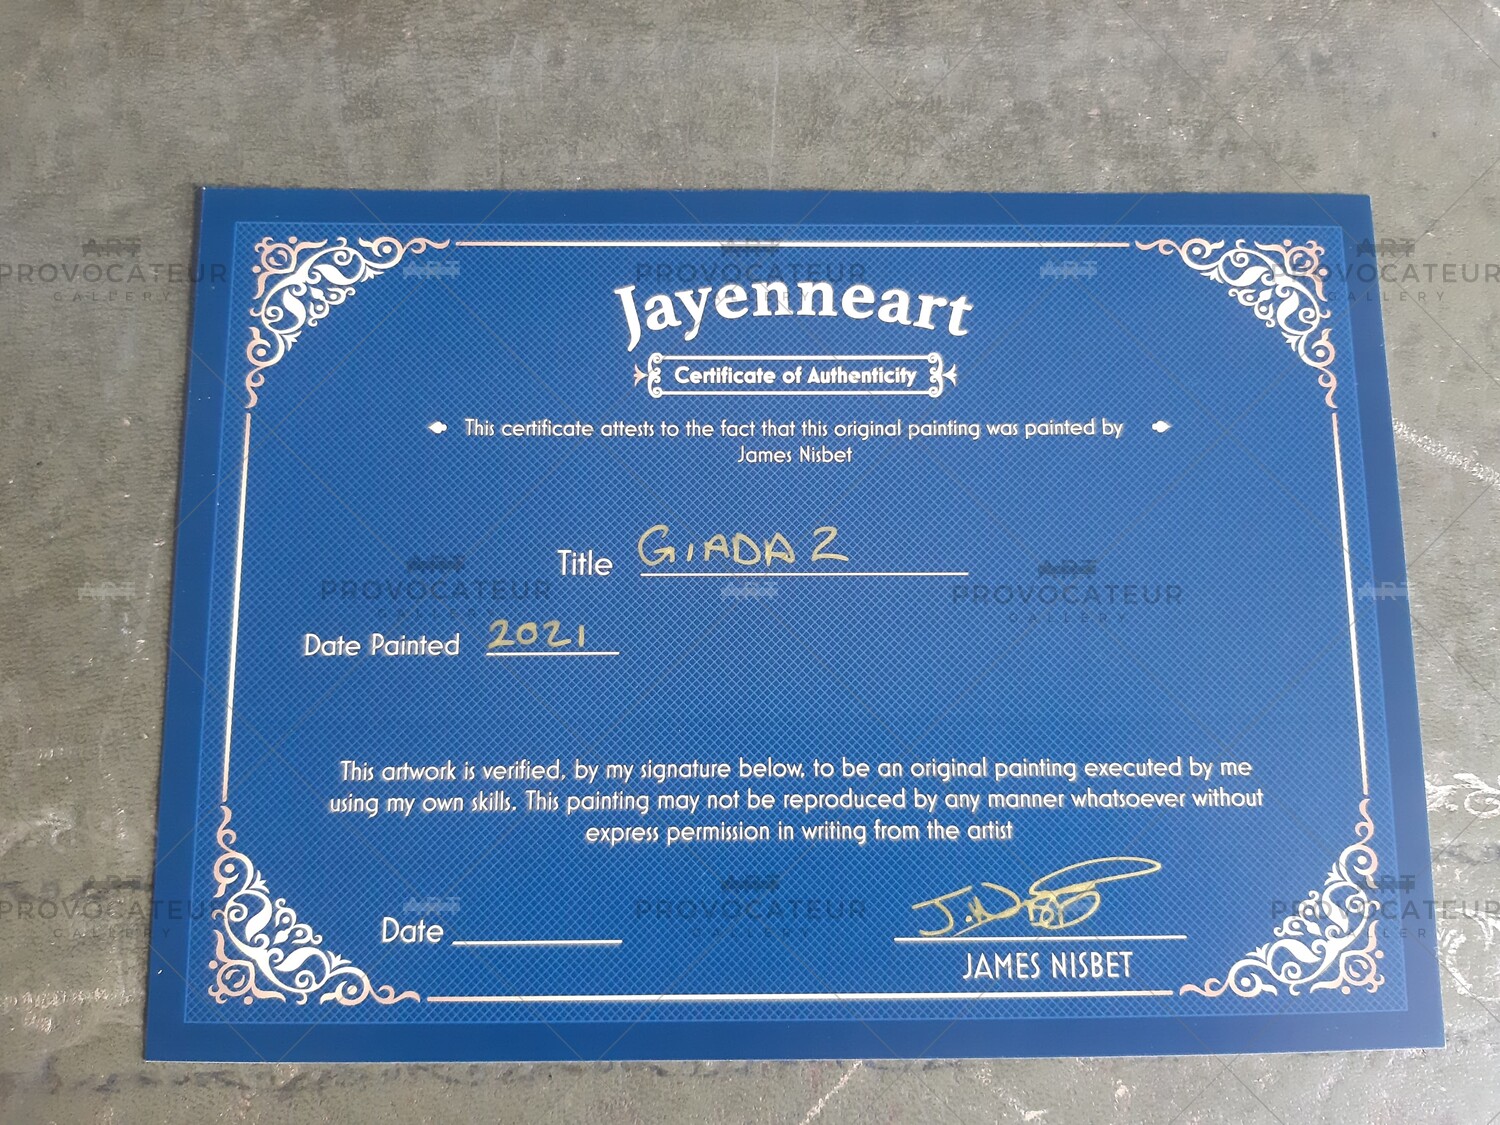 Jayenneart
Certificate of Authenticity
This certificate attests to the fact that this original painting was painted by
James Nisbet
Title GIADA 2
Date Painted 2021
This artwork is verified, by my signature below, to be an original painting executed by me
using my own skills. This painting may not be reproduced by any manner whatsoever without
express permission in writing from the artist
Date
JAMES NISBET
ART
PROVOCATEUR
GALLERY